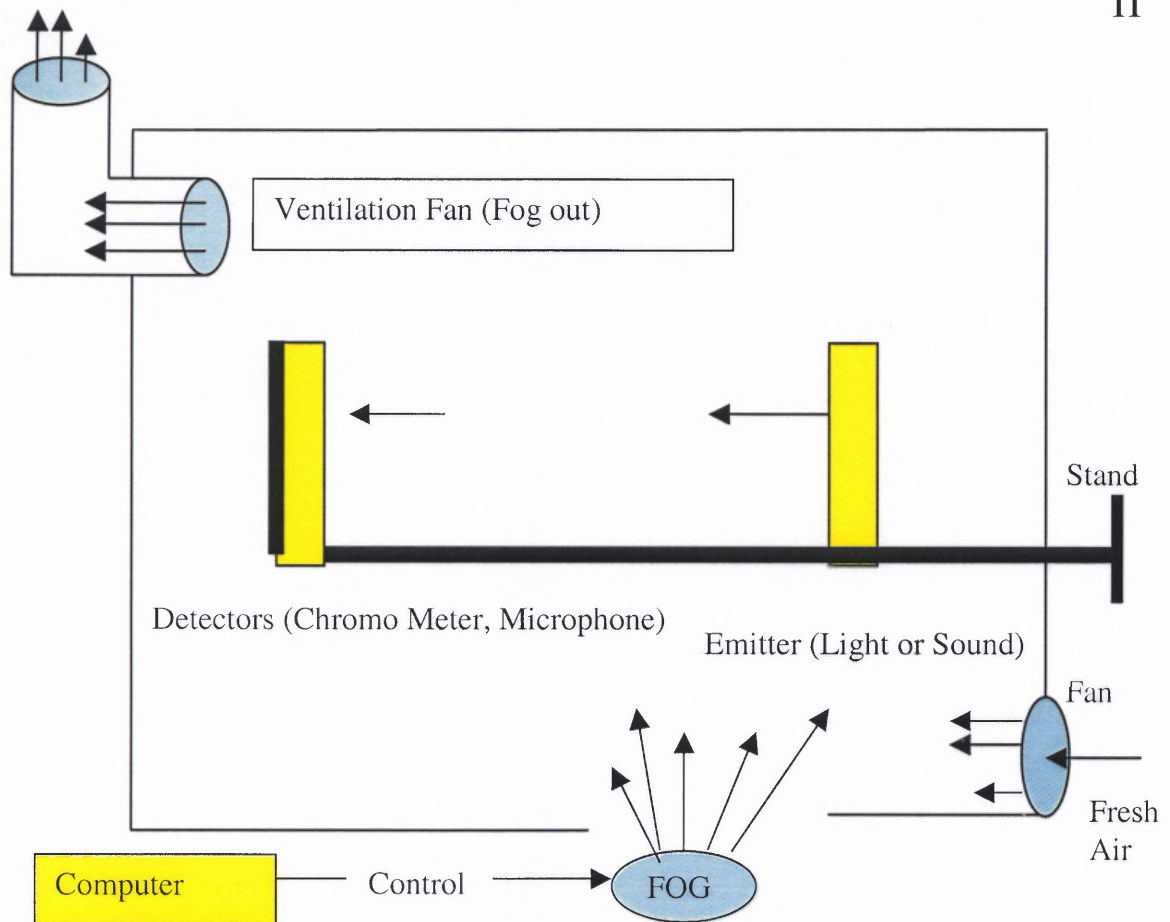 Ventilation Fan (Fog out)
Stand
Detectors (Chromo Meter, Microphone)
Emitter (Light or Sound)
Fan
Fresh
Air
Computer
Control
FOG